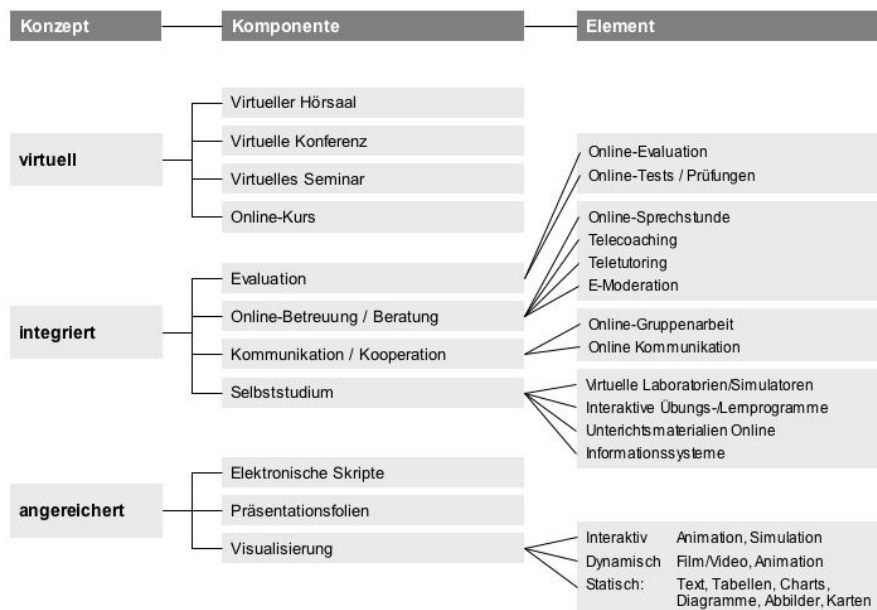 Konzept
Komponente
Element
virtuell
Virtueller Hörsaal
Virtuelle Konferenz
Virtuelles Seminar
Online-Kurs
Online-Evaluation
Online-Tests / Prüfungen
Online-Sprechstunde
Telecoaching
Teletutoring
E-Moderation
integriert
Evaluation
Online-Betreuung / Beratung
Kommunikation / Kooperation
Selbststudium
Online-Gruppenarbeit
Online Kommunikation
Virtuelle Laboratorien/Simulatoren
Interaktive Übungs-/Lernprogramme
Unterichtsmaterialien Online
Informationssysteme
angereichert
Elektronische Skripte
Präsentationsfolien
Visualisierung
Interaktiv Animation, Simulation
Dynamisch Film/Video, Animation
Statisch: Text, Tabellen, Charts,
Diagramme, Abbilder, Karten